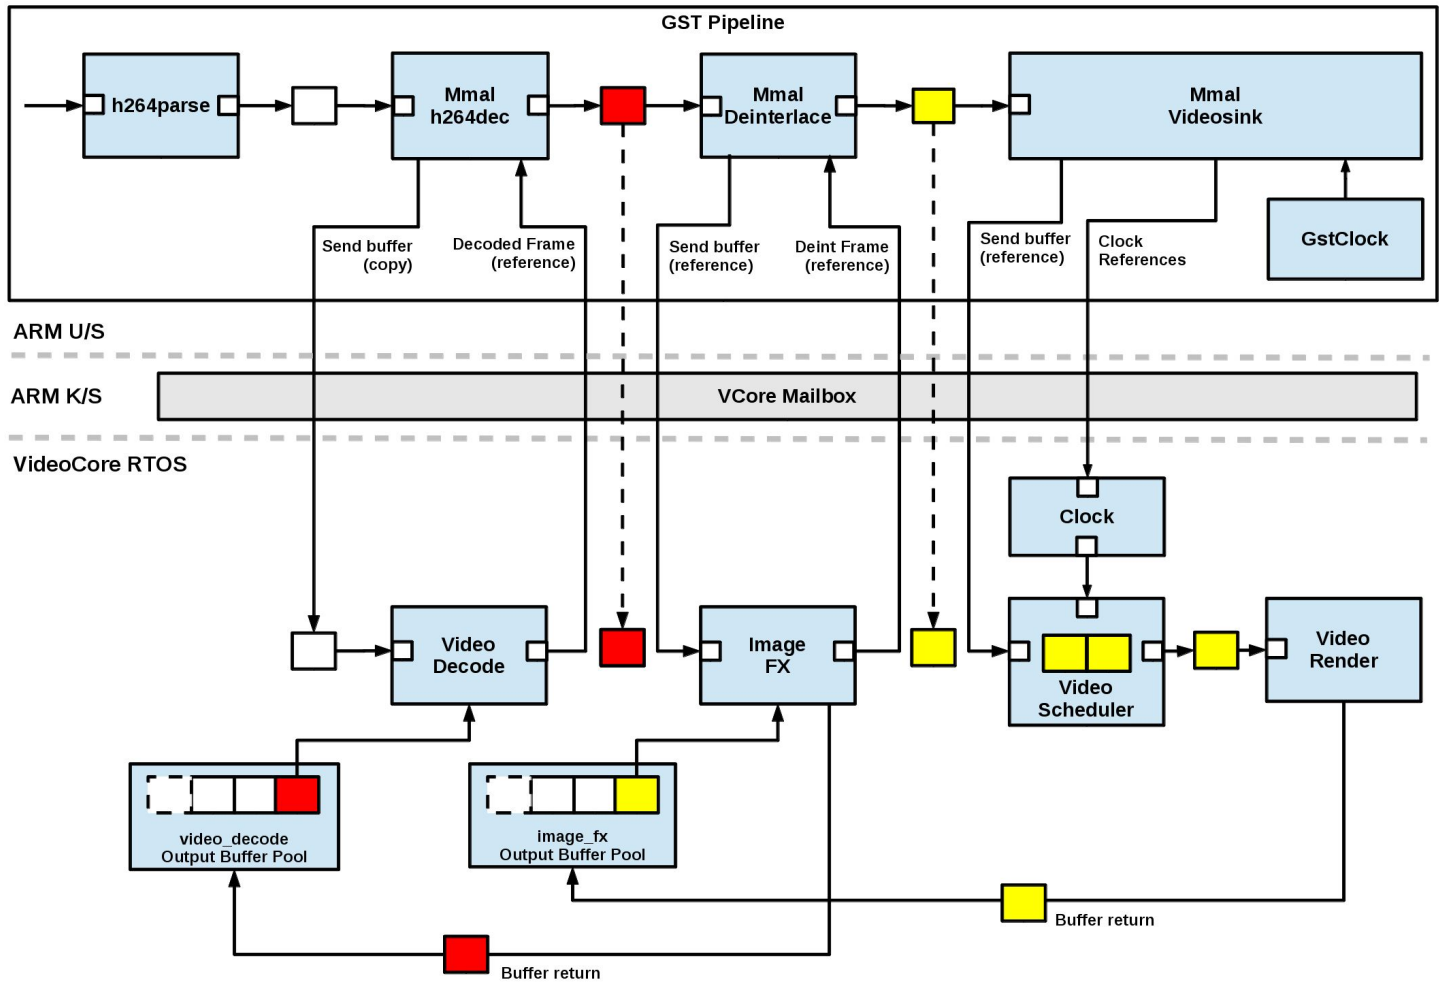 GST Pipeline
h264parse
Mmal
h264dec
Mmal
Deinterlace
Mmal
Videosink
GstClock
Send buffer
(copy)
Decoded Frame
(reference)
Send buffer
(reference)
Deint Frame
(reference)
Send buffer
(reference)
Clock
References
ARM U/S
ARM K/S
VCore Mailbox
VideoCore RTOS
Clock
Video
Decode
Image
FX
Video
Scheduler
Video
Render
video_decode
Output Buffer Pool
image_fx
Output Buffer Pool
Buffer return
Buffer return